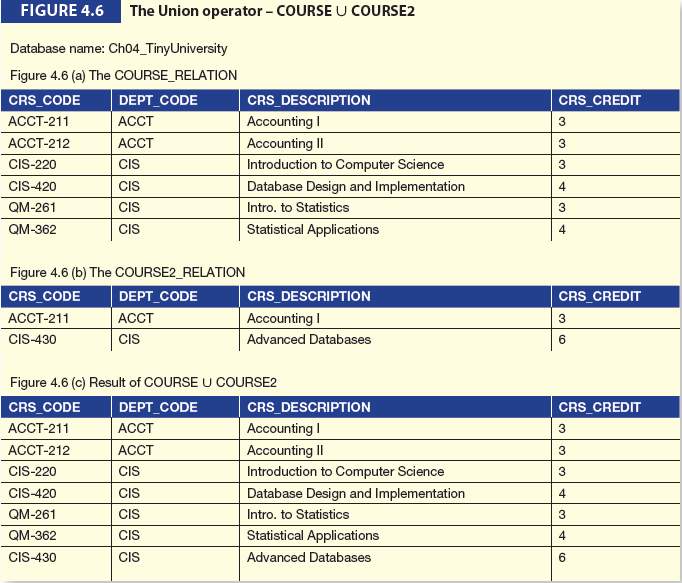 FIGURE 4.6 The Union operator – COURSE ∪ COURSE2
Database name: Ch04_TinyUniversity
Figure 4.6 (a) The COURSE_RELATION
CRS_CODE DEPT_CODE CRS_DESCRIPTION CRS_CREDIT
ACCT-211 ACCT Accounting I 3
ACCT-212 ACCT Accounting II 3
CIS-220 CIS Introduction to Computer Science 3
CIS-420 CIS Database Design and Implementation 4
QM-261 CIS Intro. to Statistics 3
QM-362 CIS Statistical Applications 4
Figure 4.6 (b) The COURSE2_RELATION
CRS_CODE DEPT_CODE CRS_DESCRIPTION CRS_CREDIT
ACCT-211 ACCT Accounting I 3
CIS-430 CIS Advanced Databases 6
Figure 4.6 (c) Result of COURSE ∪ COURSE2
CRS_CODE DEPT_CODE CRS_DESCRIPTION CRS_CREDIT
ACCT-211 ACCT Accounting I 3
ACCT-212 ACCT Accounting II 3
CIS-220 CIS Introduction to Computer Science 3
CIS-420 CIS Database Design and Implementation 4
QM-261 CIS Intro. to Statistics 3
QM-362 CIS Statistical Applications 4
CIS-430 CIS Advanced Databases 6